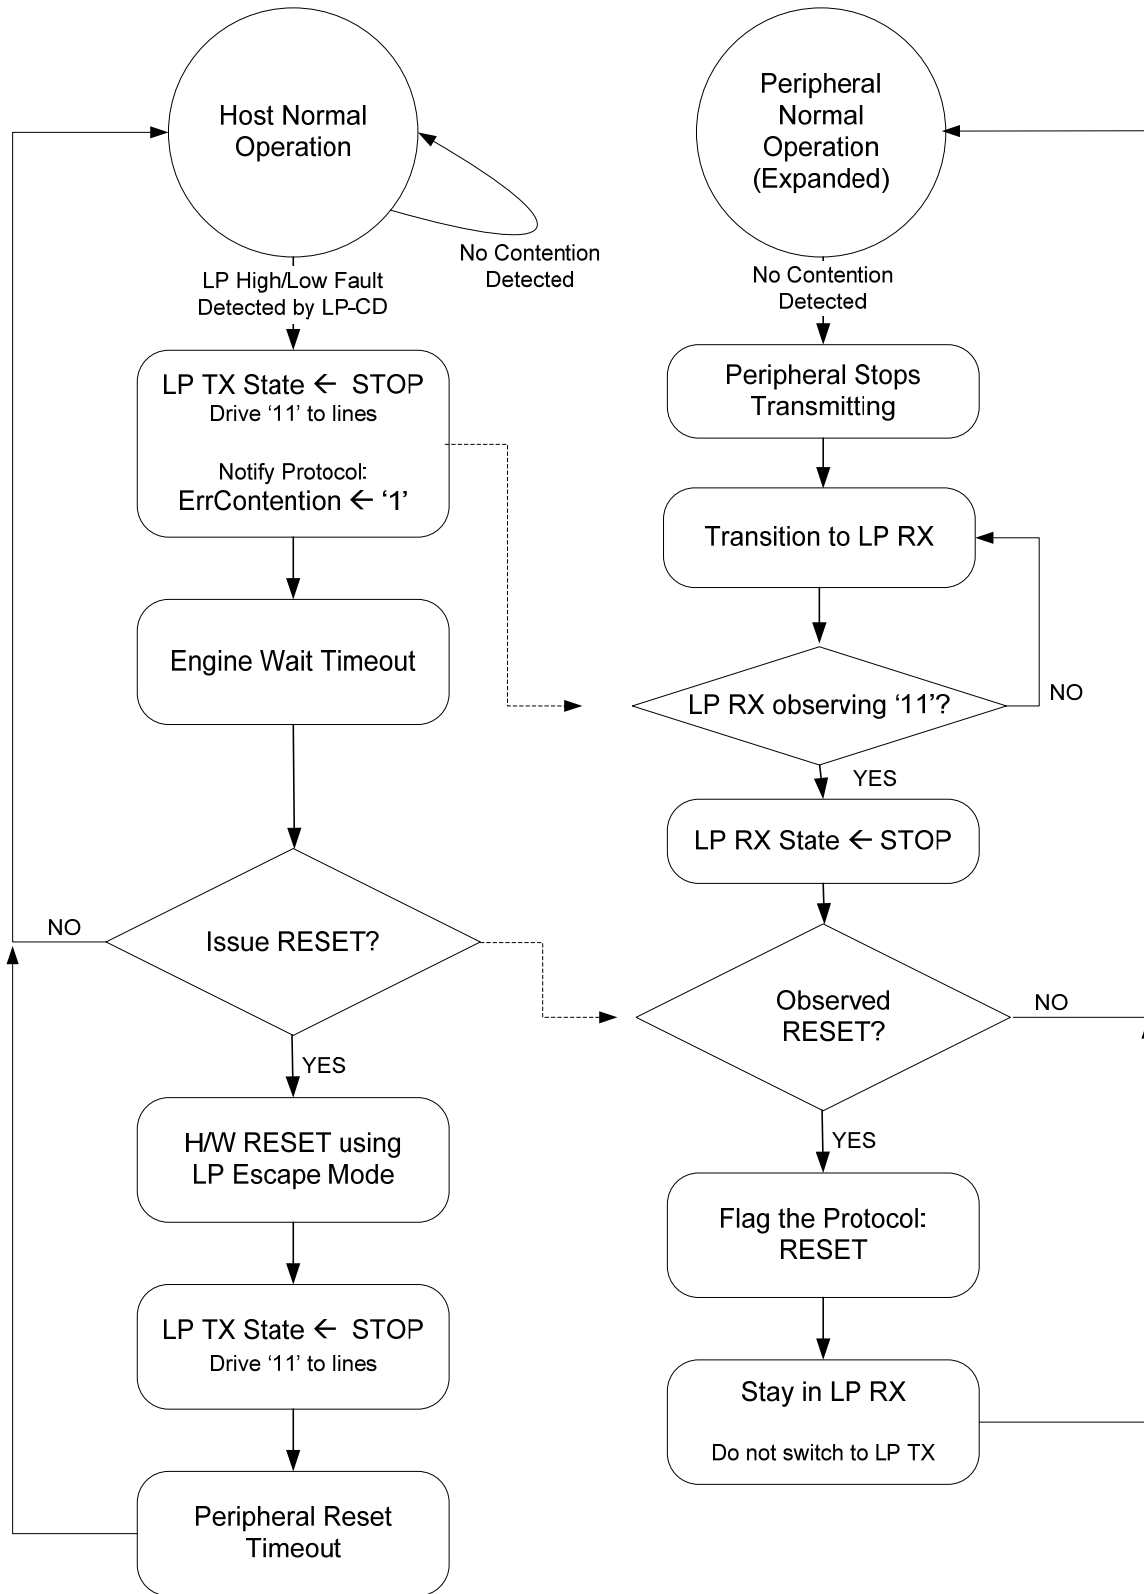 Host Normal
Operation
No Contention
Detected
LP High/Low Fault
Detected by LP-CD
LP TX State ← STOP
Drive ‘11’ to lines
Notify Protocol:
ErrContention ← ‘1’
Engine Wait Timeout
Issue RESET?
NO
YES
H/W RESET using
LP Escape Mode
LP TX State ← STOP
Drive ‘11’ to lines
Peripheral Reset
Timeout
Peripheral
Normal
Operation
(Expanded)
No Contention
Detected
Peripheral Stops
Transmitting
Transition to LP RX
LP RX observing ‘11’?
NO
YES
LP RX State ← STOP
Observed
RESET?
NO
YES
Flag the Protocol:
RESET
Stay in LP RX
Do not switch to LP TX